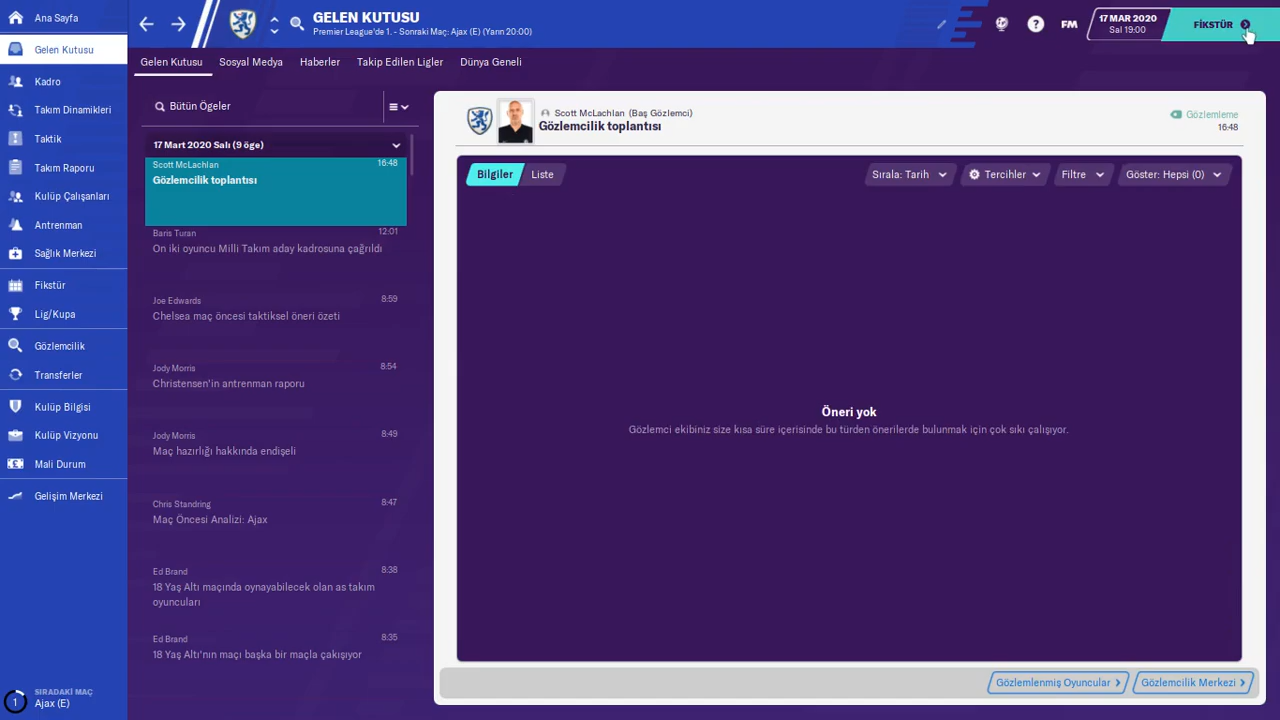 Ana Sayfa
Gelen Kutusu
Kadro
Takım Dinamikleri
Taktik
Takım Raporu
Kulüp Çalışanları
Antrenman
Sağlık Merkezi
Fikstür
Lig/Kupa
Gözlemcilik
Transferler
Kulüp Bilgisi
Kulüp Vizyonu
Mali Durum
Gelişim Merkezi
1
SIRADAKİ MAÇ
Ajax (E)
GELEN KUTUSU
Premier League'de 1. - Sonraki Maç: Ajax (E) (Yarın 20:00)
? FM
17 MAR 2020
Sal 19:00
FİKSTÜR
Gelen Kutusu Sosyal Medya Haberler Takip Edilen Ligler Dünya Geneli
Bütün Ögeler
17 Mart 2020 Salı (9 öge)
Scott McLachlan 16:48
Gözlemcilik toplantısı
Baris Turan 12:01
On iki oyuncu Milli Takım aday kadrosuna çağrıldı
Joe Edwards 8:59
Chelsea maç öncesi taktiksel öneri özeti
Jody Morris 8:54
Christensen'in antrenman raporu
Jody Morris 8:49
Maç hazırlığı hakkında endişeli
Chris Standring 8:47
Maç Öncesi Analizi: Ajax
Ed Brand 8:38
18 Yaş Altı maçında oynayabilecek olan as takım
oyuncuları
Ed Brand 8:35
18 Yaş Altı'nın maçı başka bir maçla çakışıyor
Scott McLachlan (Baş Gözlemci)
Gözlemcilik toplantısı
Gözlemleme
16:48
Bilgiler Liste Sırala: Tarih Tercihler Filtre Göster: Hepsi (0)
Öneri yok
Gözlemci ekibiniz size kısa süre içerisinde bu türden önerilerde bulunmak için çok sıkı çalışıyor.
Gözlemlenmiş Oyuncular Gözlemcilik Merkezi